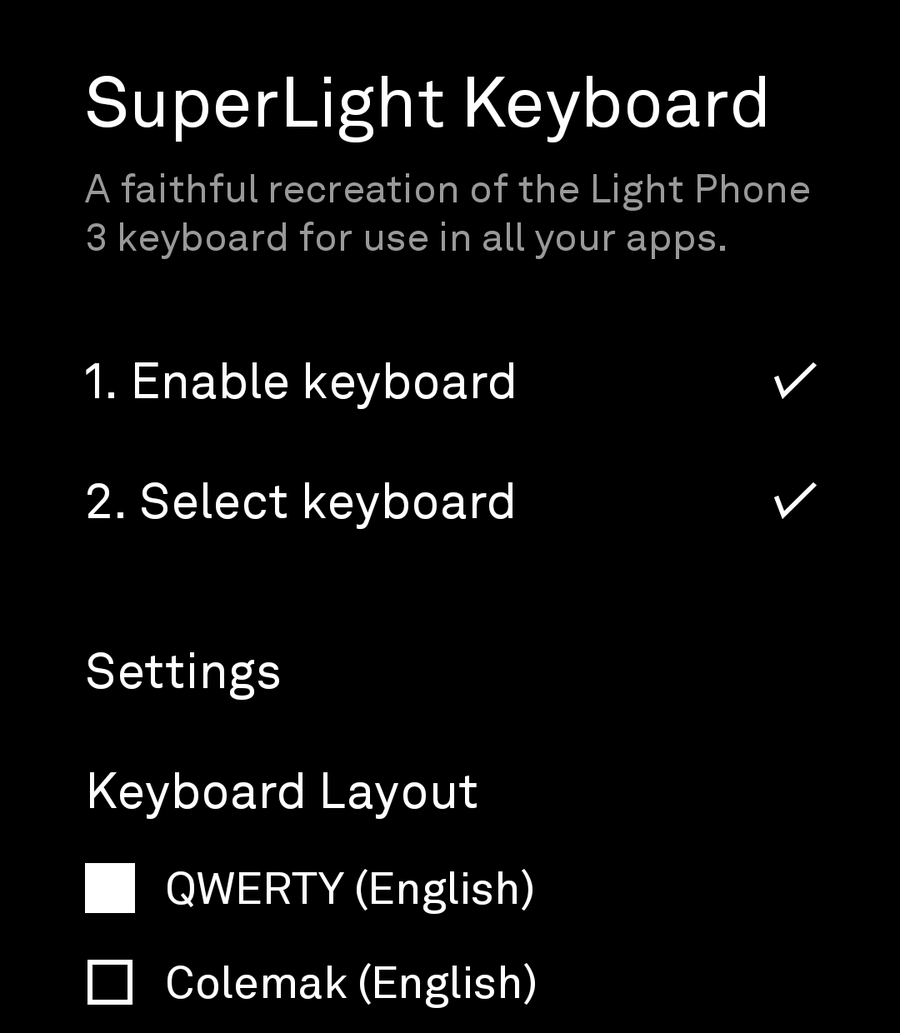 SuperLight Keyboard
A faithful recreation of the Light Phone
3 keyboard for use in all your apps.
1. Enable keyboard ✓
2. Select keyboard ✓
Settings
Keyboard Layout
QWERTY (English)
Colemak (English)